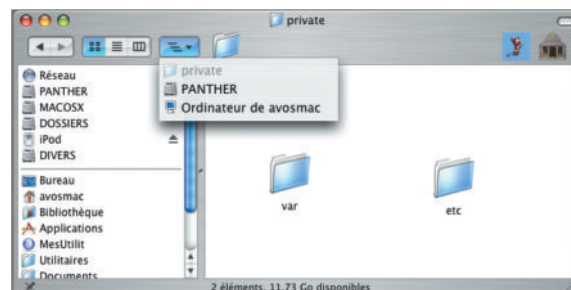 private
private
PANTHER
Ordinateur de avosmac
Réseau
PANTHER
MACOSX
DOSSIERS
iPod
DIVERS
Bureau
avosmac
Bibliothèque
Applications
MesUtilit
Utilitaires
Documents
var
etc
2 éléments, 11,73 Go disponibles